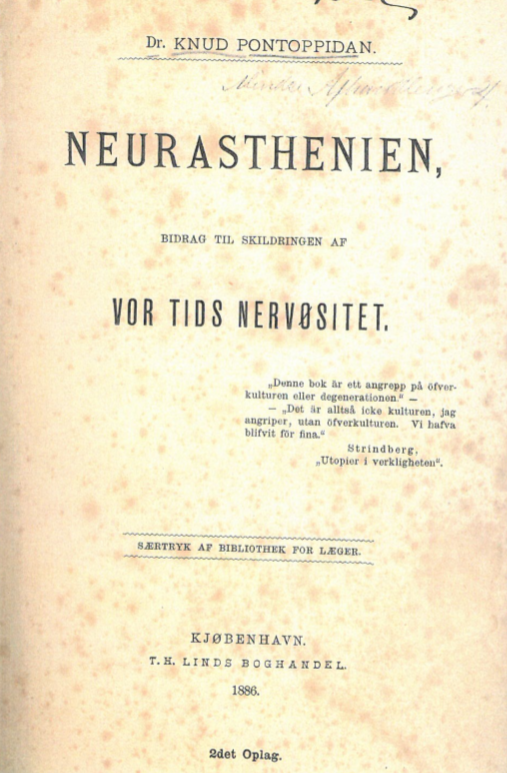 Dr. KNUD PONTOPPIDAN.
NEURASTHENIEN,
BIDRAG TIL SKILDRINGEN AF
VOR TIDS NERVØSITET.
„Denne bok är ett angrepp på öfver-
kulturen eller degenerationen.“ —
— „Det är alltså icke kulturen, jag
angriper, utan öfverkulturen. Vi hafva
blifvit för fina.“
Strindberg,
„Utopier i verkligheten“.
SÆRTRYK AF BIBLIOTHEK FOR LÆGER.
KJØBENHAVN.
T. H. LINDS BOGHANDEL.
1886.
2det Oplag.